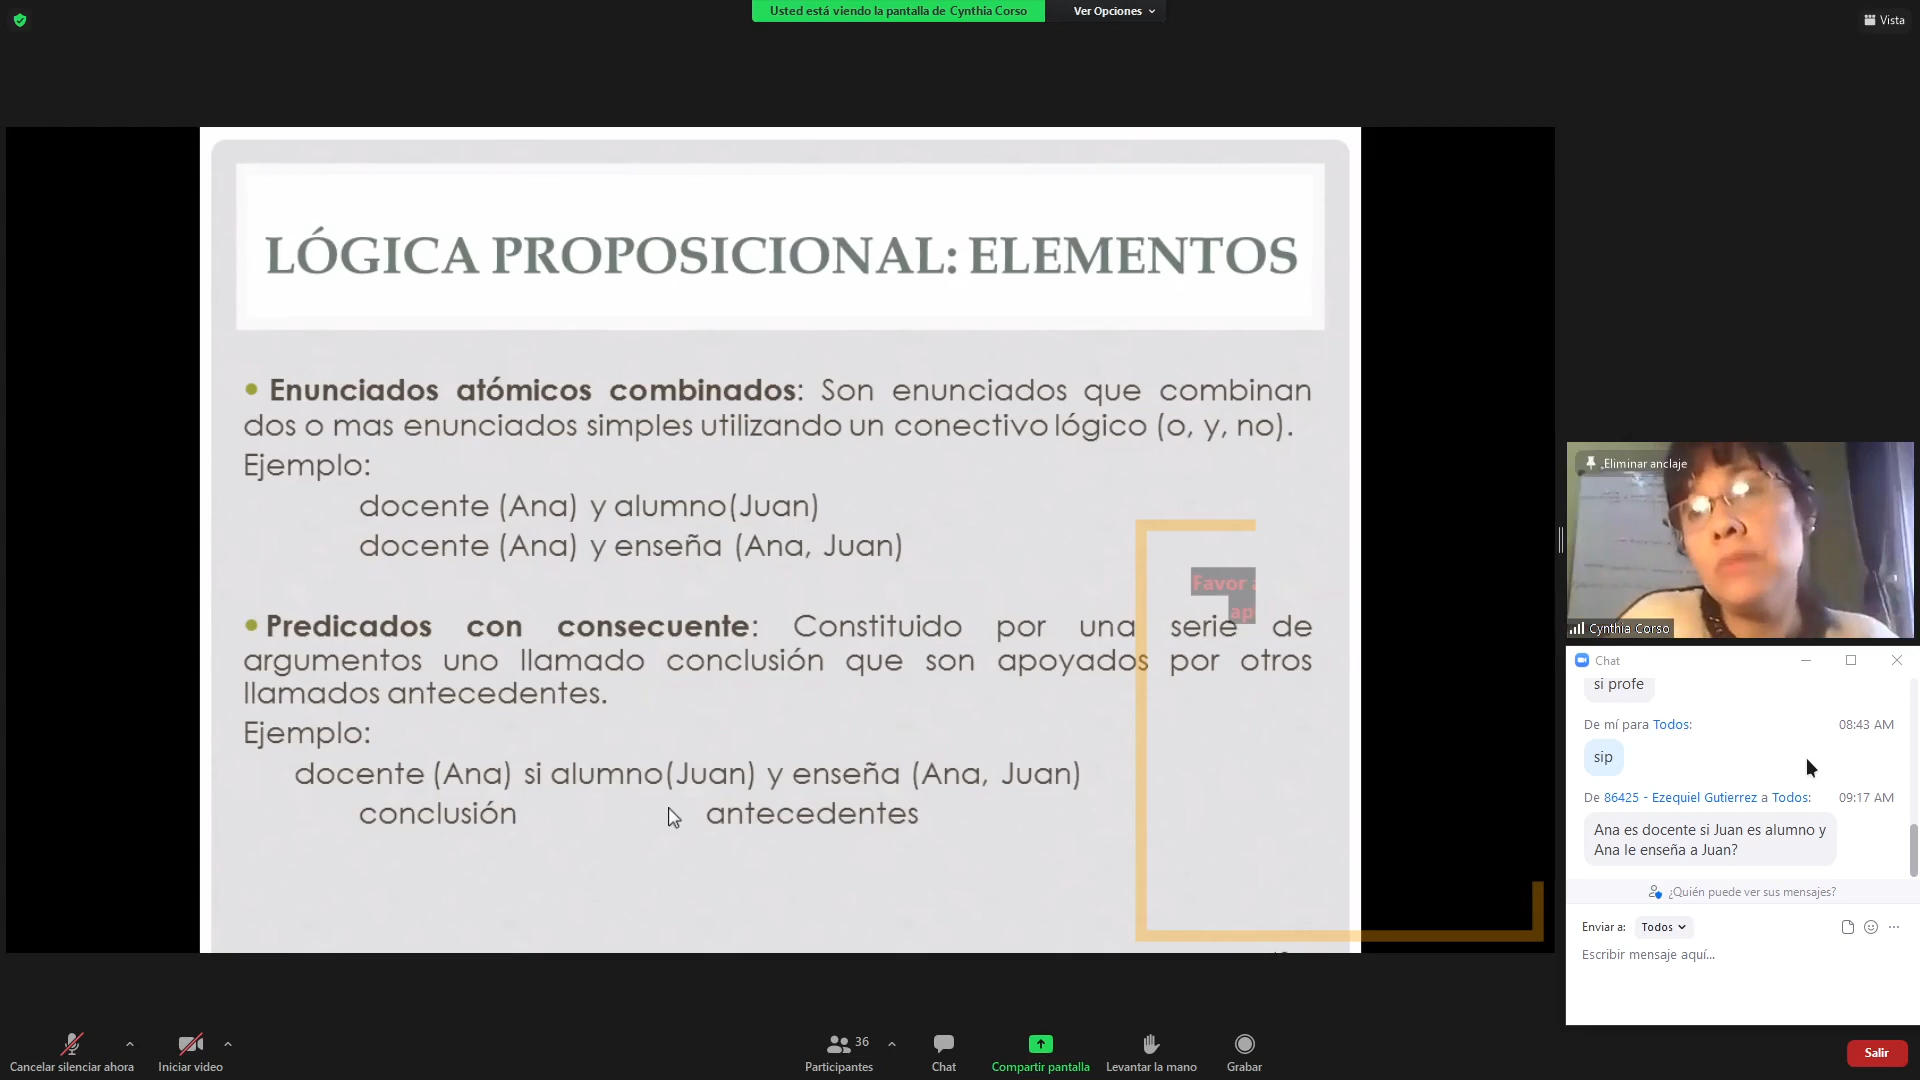 Usted está viendo la pantalla de Cynthia Corso
Ver Opciones
Vista
LÓGICA PROPOSICIONAL: ELEMENTOS
• Enunciados atómicos combinados: Son enunciados que combinan
dos o mas enunciados simples utilizando un conectivo lógico (o, y, no).
Ejemplo:
docente (Ana) y alumno(Juan)
docente (Ana) y enseña (Ana, Juan)
Favor
ap
• Predicados con consecuente: Constituido por una serie de
argumentos uno llamado conclusión que son apoyados por otros
llamados antecedentes.
Ejemplo:
docente (Ana) si alumno(Juan) y enseña (Ana, Juan)
conclusión antecedentes
Eliminar anclaje
Cynthia Corso
Chat
si profe
De mí para Todos: 08:43 AM
sip
De 86425 - Ezequiel Gutierrez a Todos: 09:17 AM
Ana es docente si Juan es alumno y
Ana le enseña a Juan?
¿Quién puede ver sus mensajes?
Enviar a: Todos
Escribir mensaje aquí...
Cancelar silenciar ahora
Iniciar video
36
Participantes
Chat
Compartir pantalla
Levantar la mano
Grabar
Salir